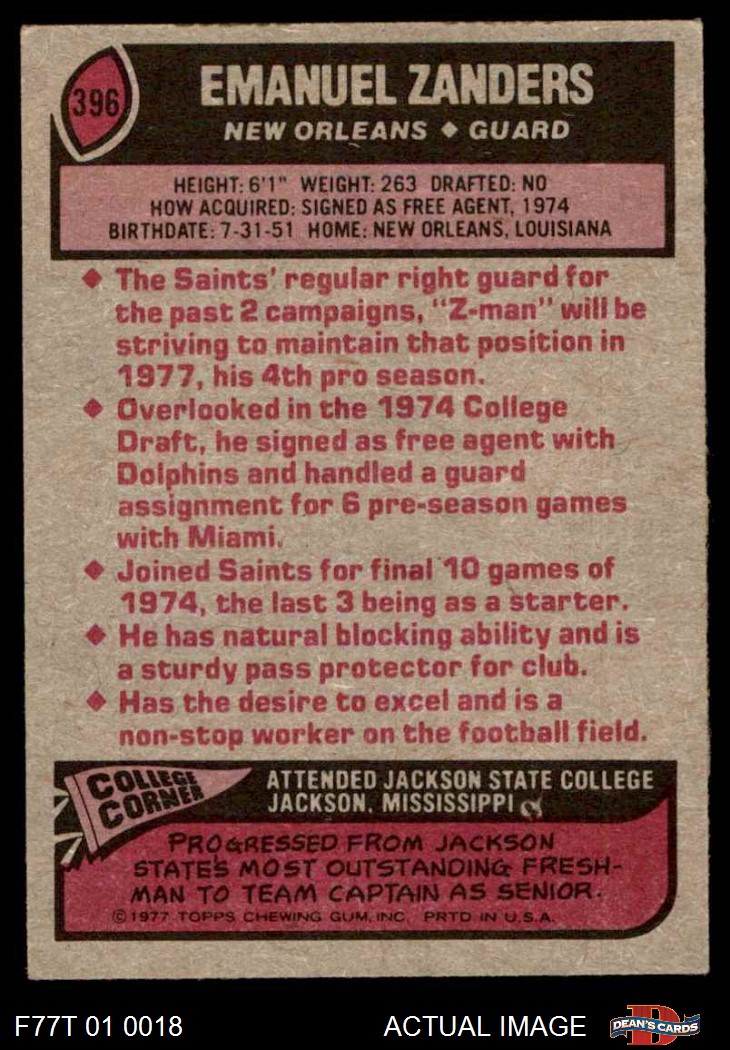 396
EMANUEL ZANDERS
NEW ORLEANS ◆ GUARD
HEIGHT: 6'1" WEIGHT: 263 DRAFTED: NO
HOW ACQUIRED: SIGNED AS FREE AGENT, 1974
BIRTHDATE: 7-31-51 HOME: NEW ORLEANS, LOUISIANA
◆ The Saints' regular right guard for
the past 2 campaigns, "Z-man" will be
striving to maintain that position in
1977, his 4th pro season.
◆ Overlooked in the 1974 College
Draft, he signed as free agent with
Dolphins and handled a guard
assignment for 6 pre-season games
with Miami.
◆ Joined Saints for final 10 games of
1974, the last 3 being as a starter.
◆ He has natural blocking ability and is
a sturdy pass protector for club.
◆ Has the desire to excel and is a
non-stop worker on the football field.
COLLEGE
CORNER
ATTENDED JACKSON STATE COLLEGE
JACKSON, MISSISSIPPI
PROGRESSED FROM JACKSON
STATE'S MOST OUTSTANDING FRESH-
MAN TO TEAM CAPTAIN AS SENIOR.
© 1977 TOPPS CHEWING GUM, INC. PRTD IN U.S.A.
F77T 01 0018
ACTUAL IMAGE
D
DEAN'S CARDS